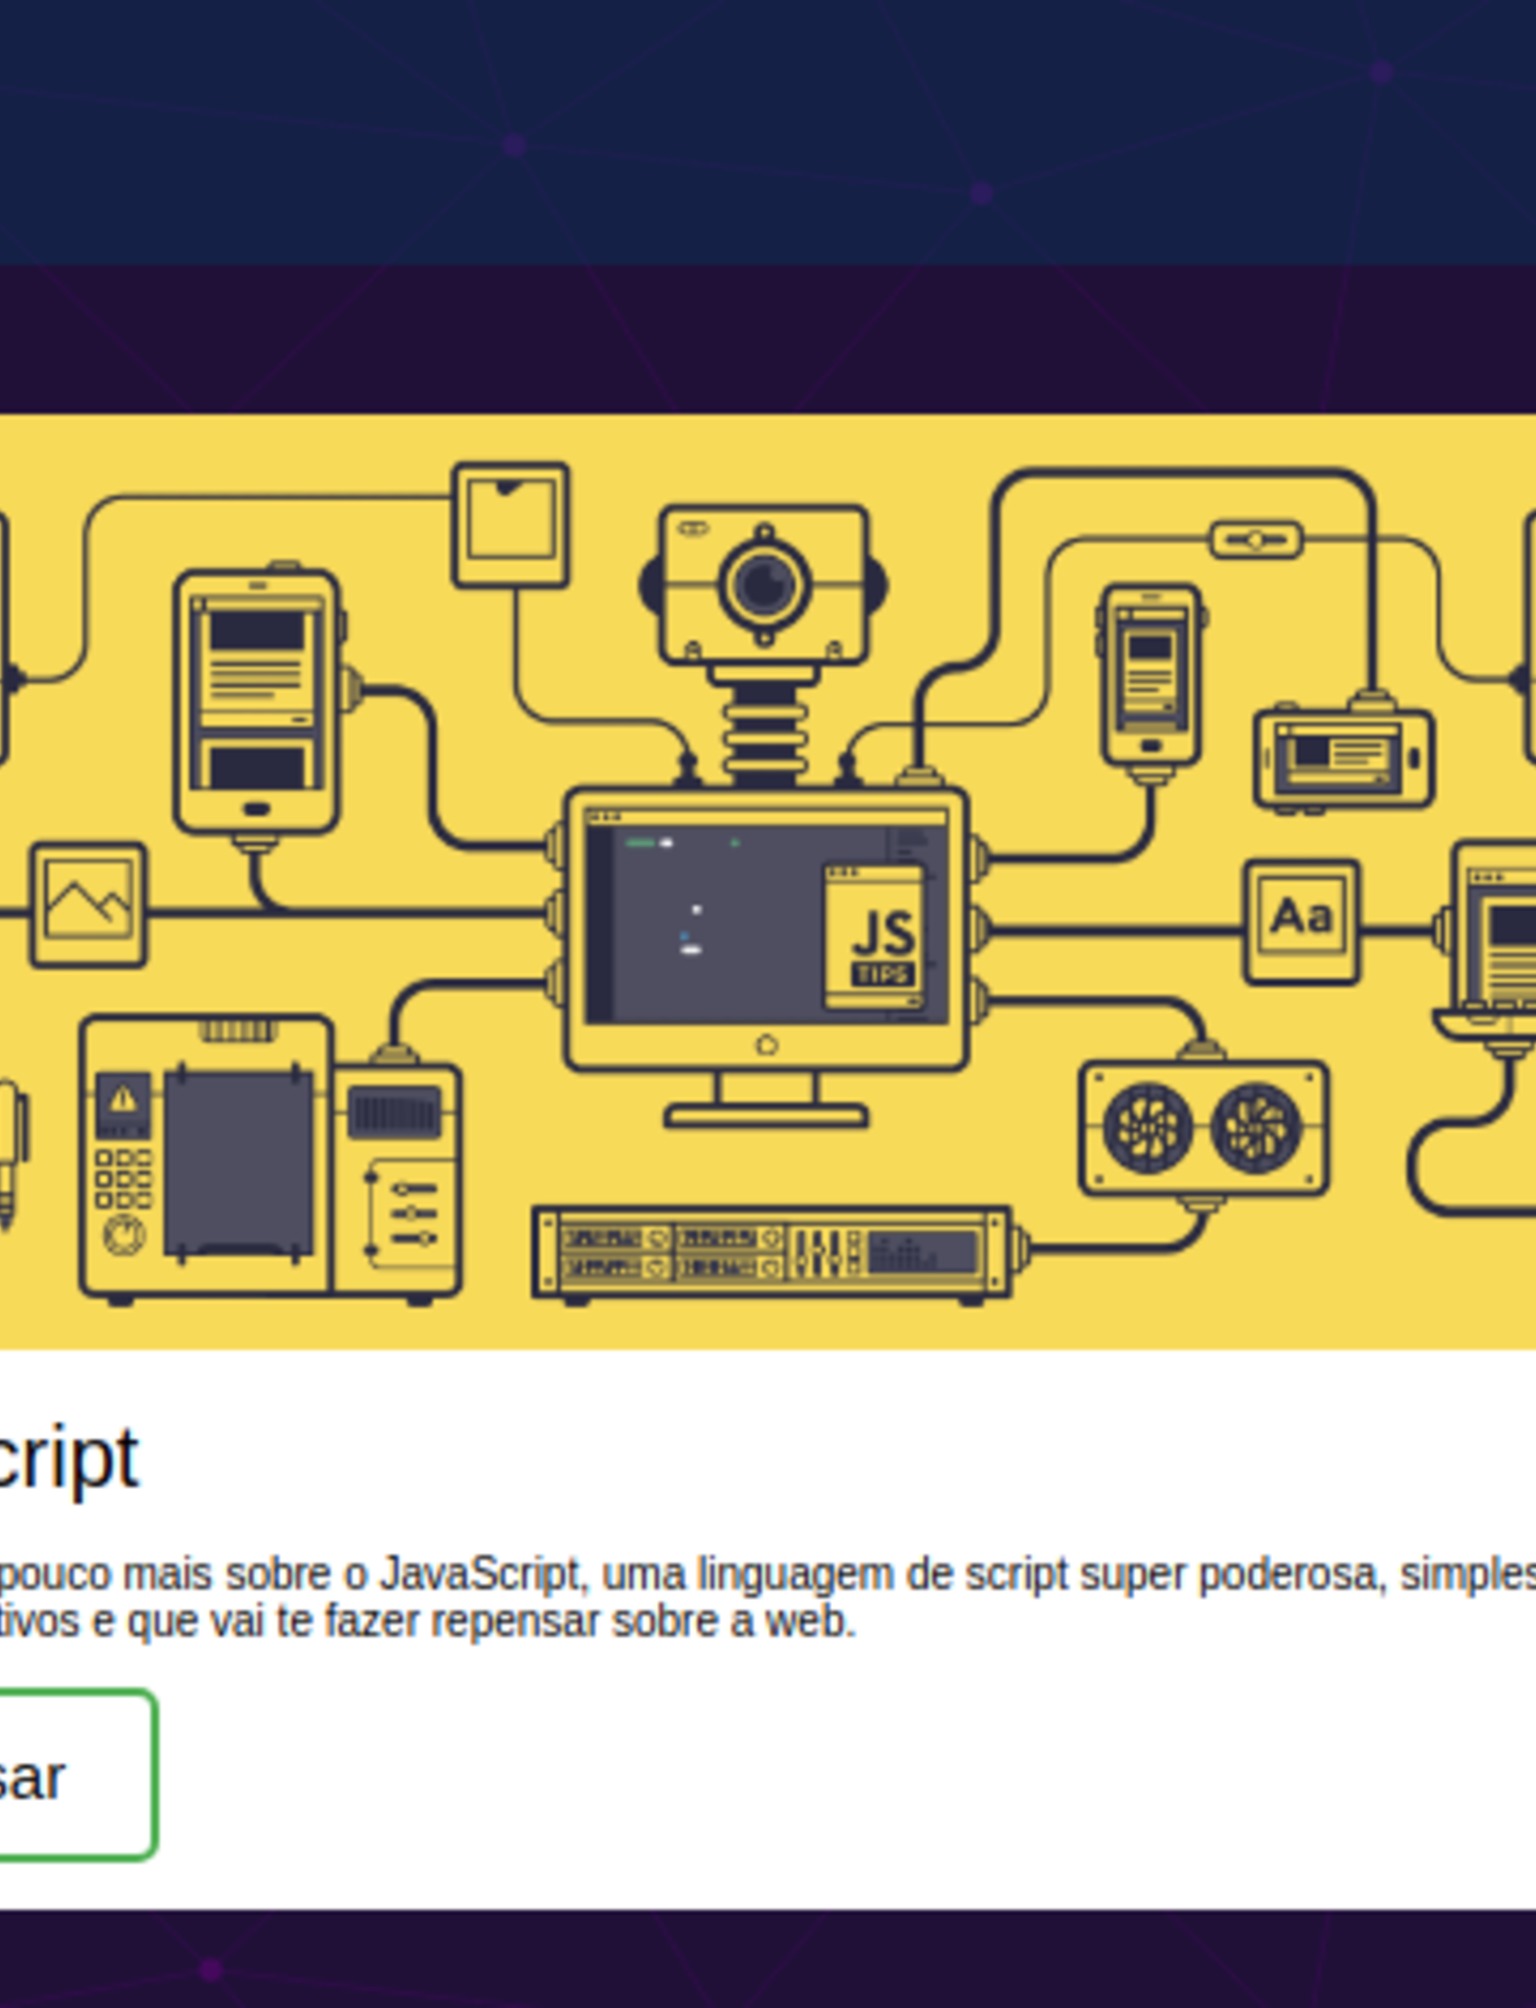 JS
TIPS
Aa
cript
pouco mais sobre o JavaScript, uma linguagem de script super poderosa, simples
tivos e que vai te fazer repensar sobre a web.
sar